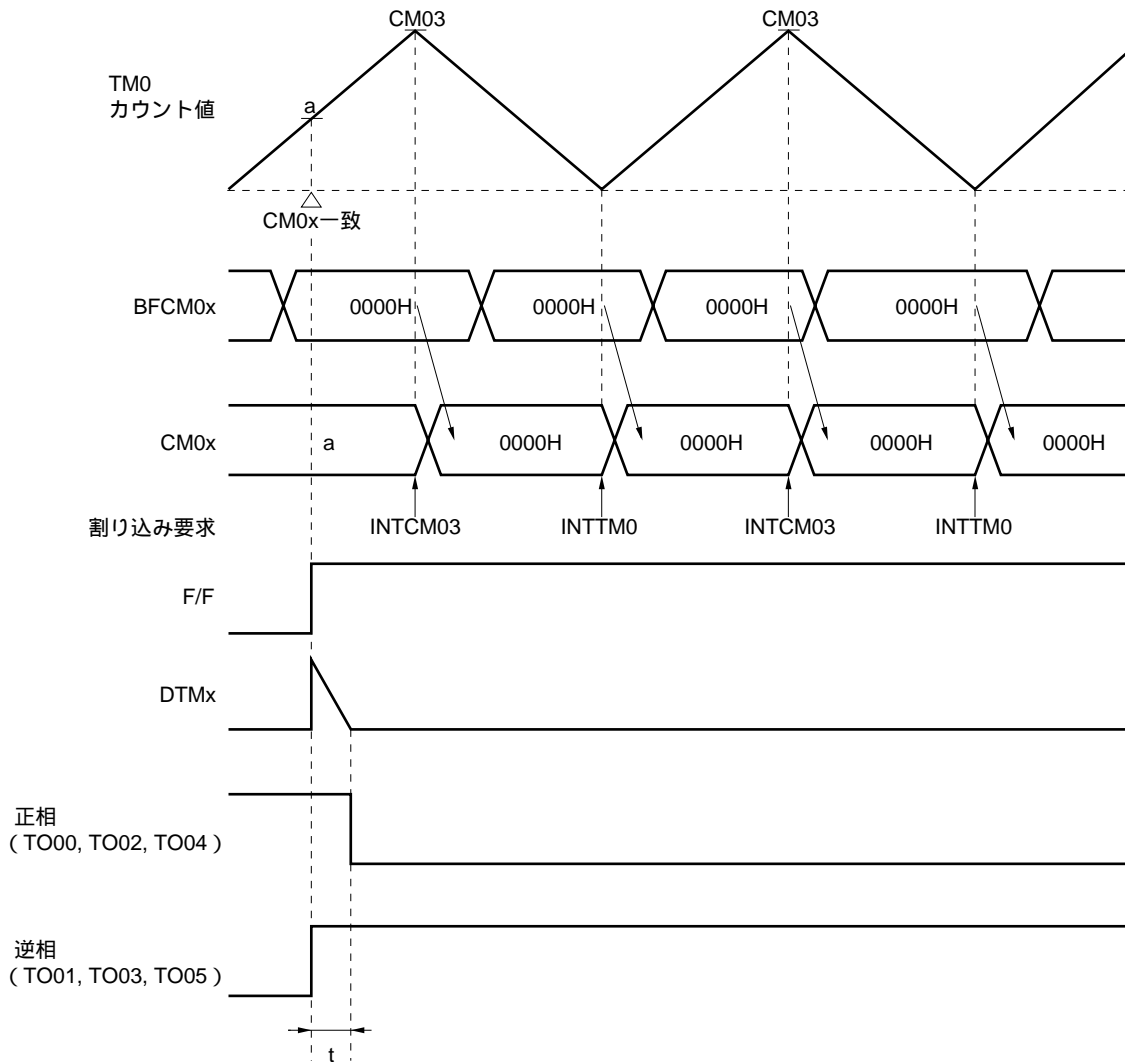 CM03 CM03
TM0
カウント値
a
CM0x一致
BFCM0x 0000H 0000H 0000H 0000H
CM0x a 0000H 0000H 0000H 0000H
割り込み要求 INTCM03 INTTM0 INTCM03 INTTM0
F/F
DTMx
正相
(TO00, TO02, TO04)
逆相
(TO01, TO03, TO05)
t